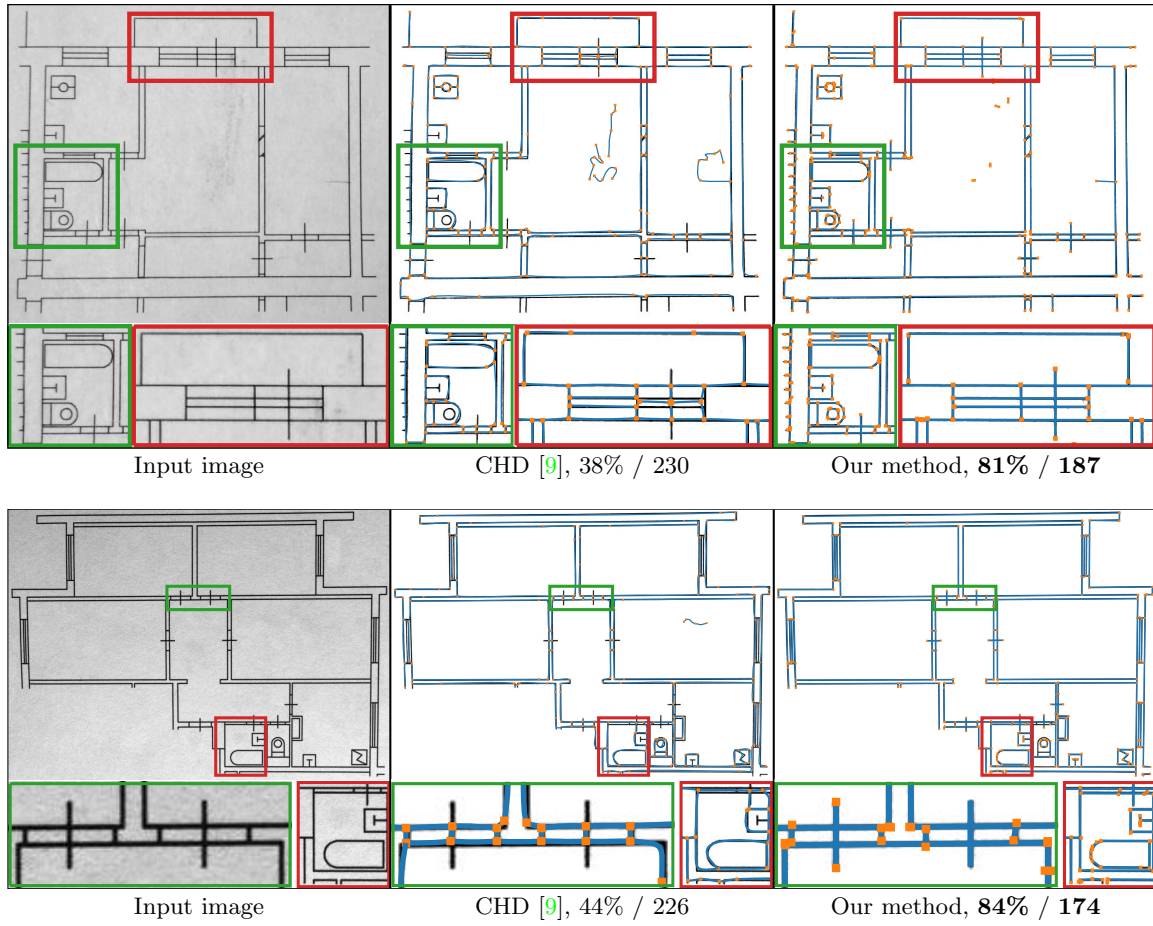 Input image
CHD [9], 38% / 230
Our method, 81% / 187
Input image
CHD [9], 44% / 226
Our method, 84% / 174